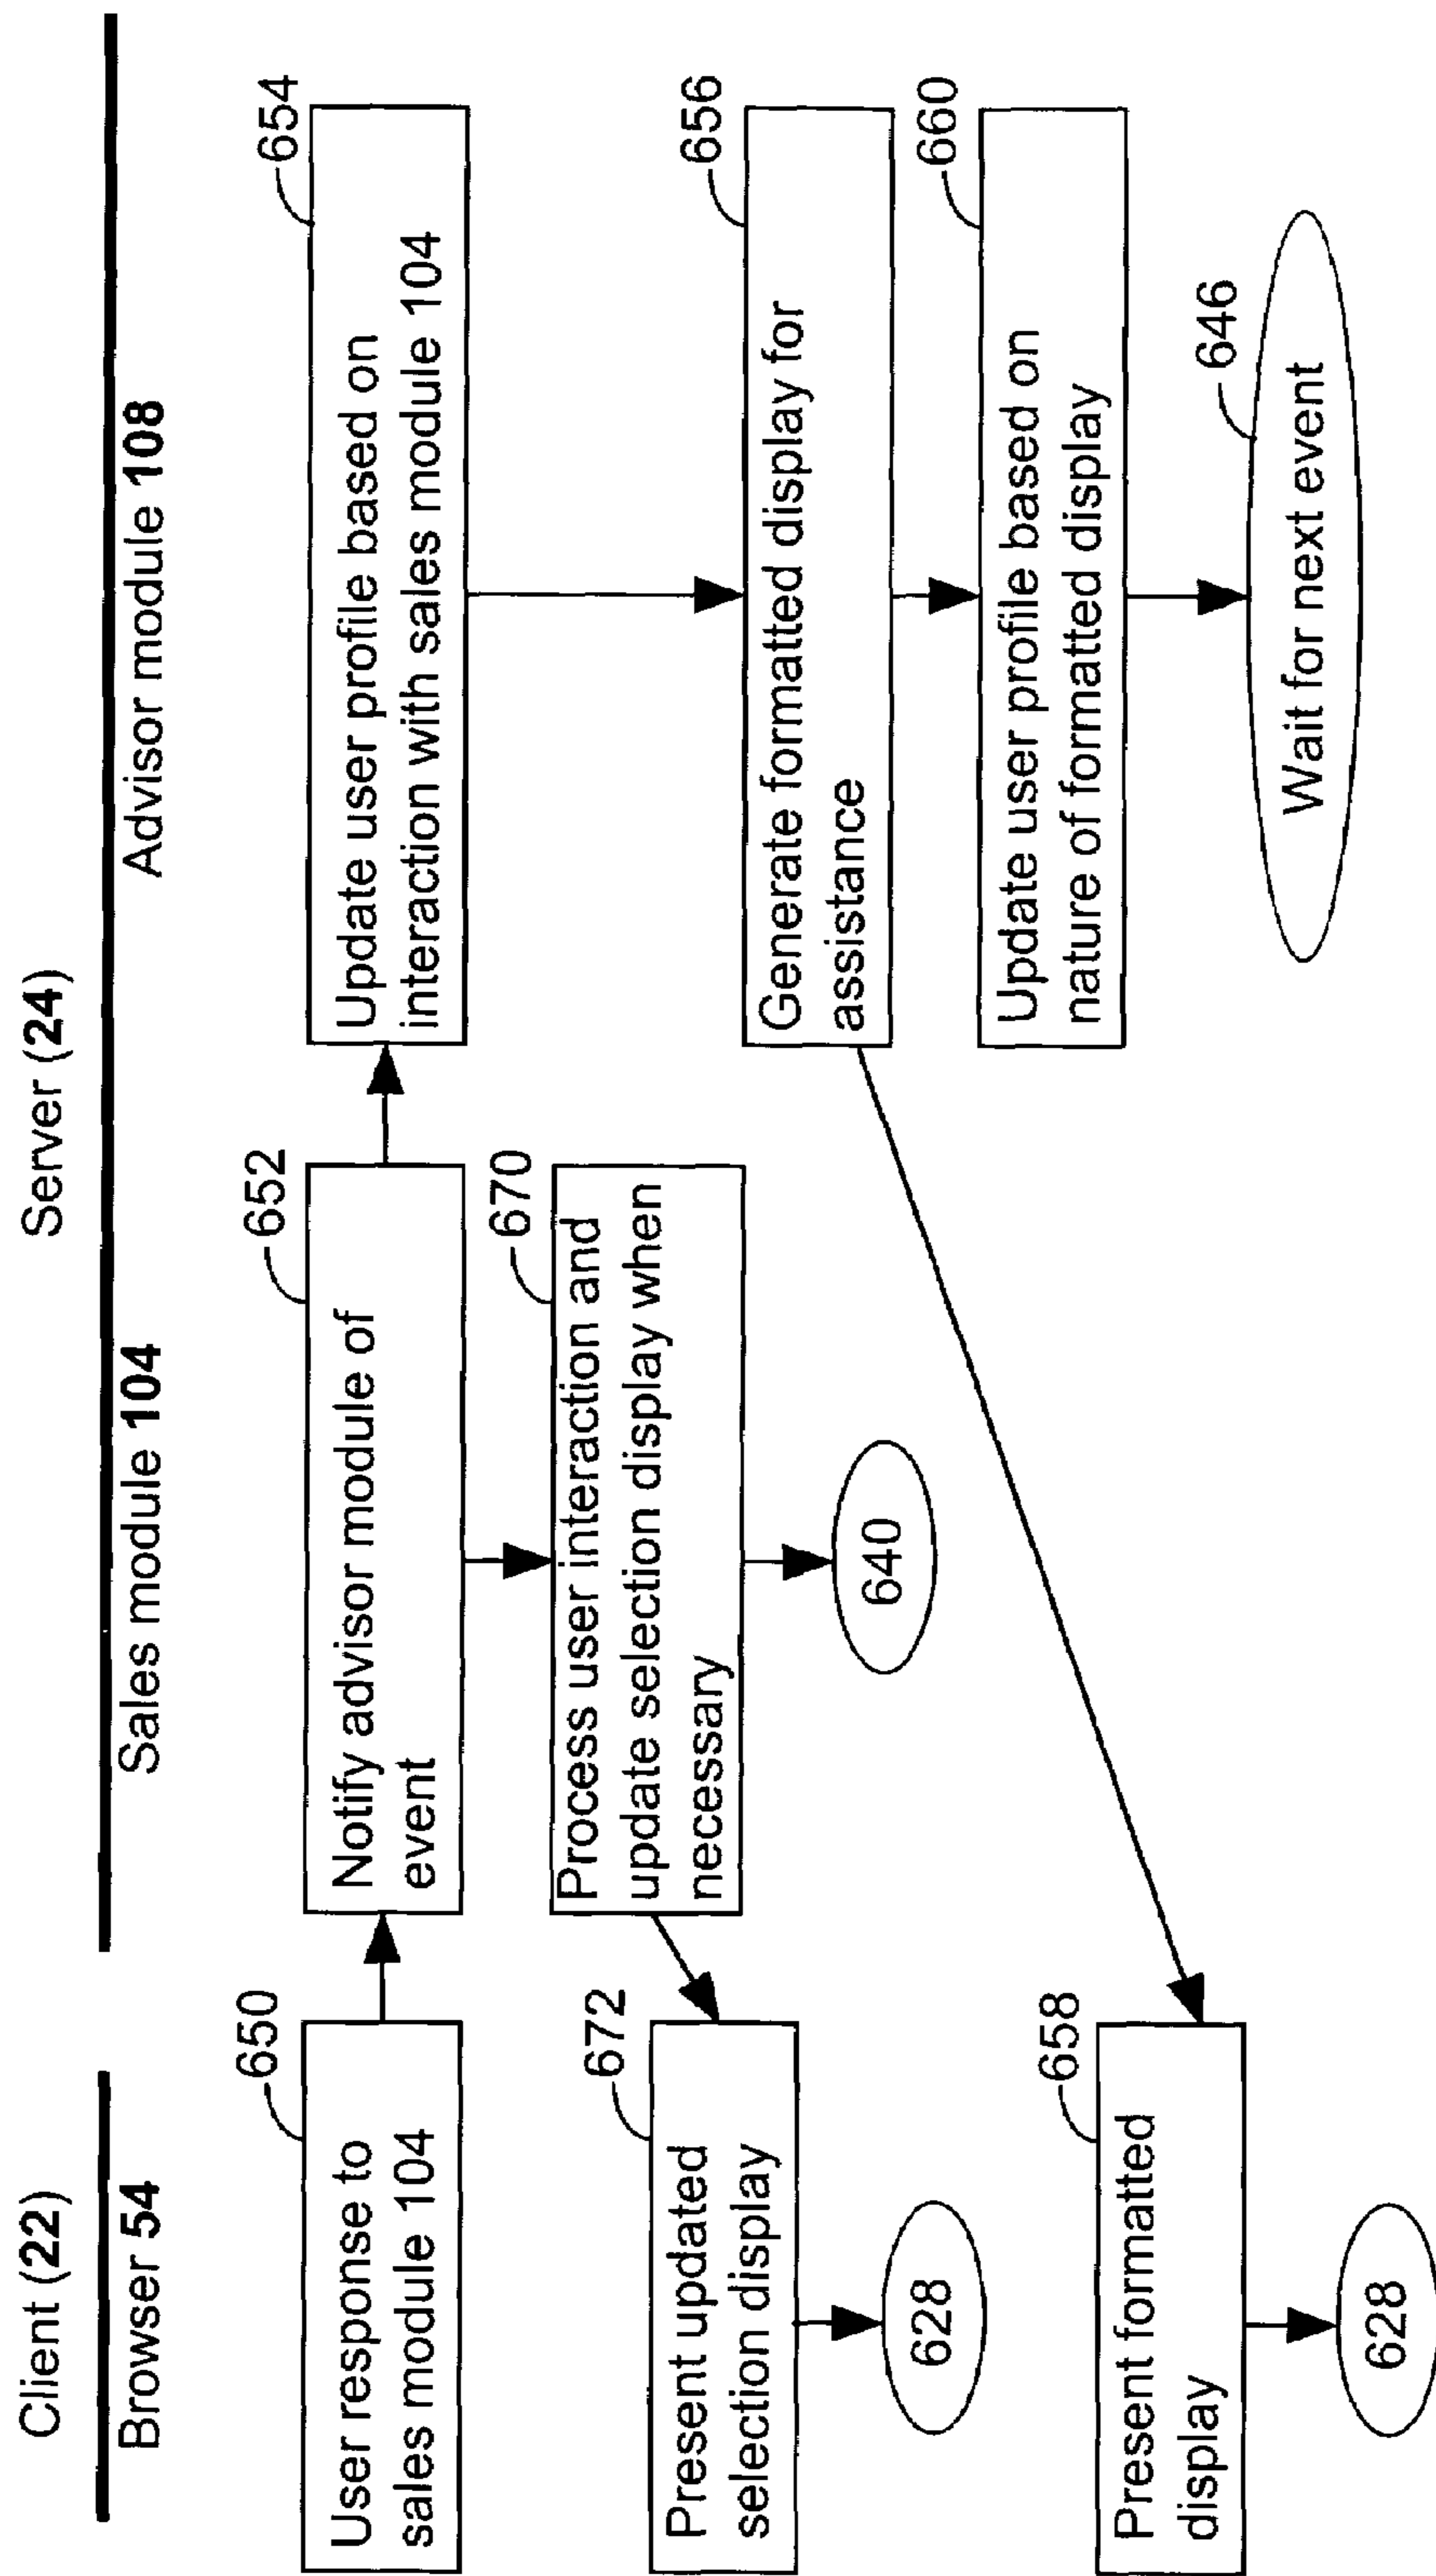 Client (22)
Server (24)
Browser 54
Sales module 104
Advisor module 108
650
User response to
sales module 104
652
Notify advisor module of
event
654
Update user profile based on
interaction with sales module 104
670
Process user interaction and
update selection display when
necessary
672
Present updated
selection display
628
640
656
Generate formatted display for
assistance
660
Update user profile based on
nature of formatted display
658
Present formatted
display
628
646
Wait for next event